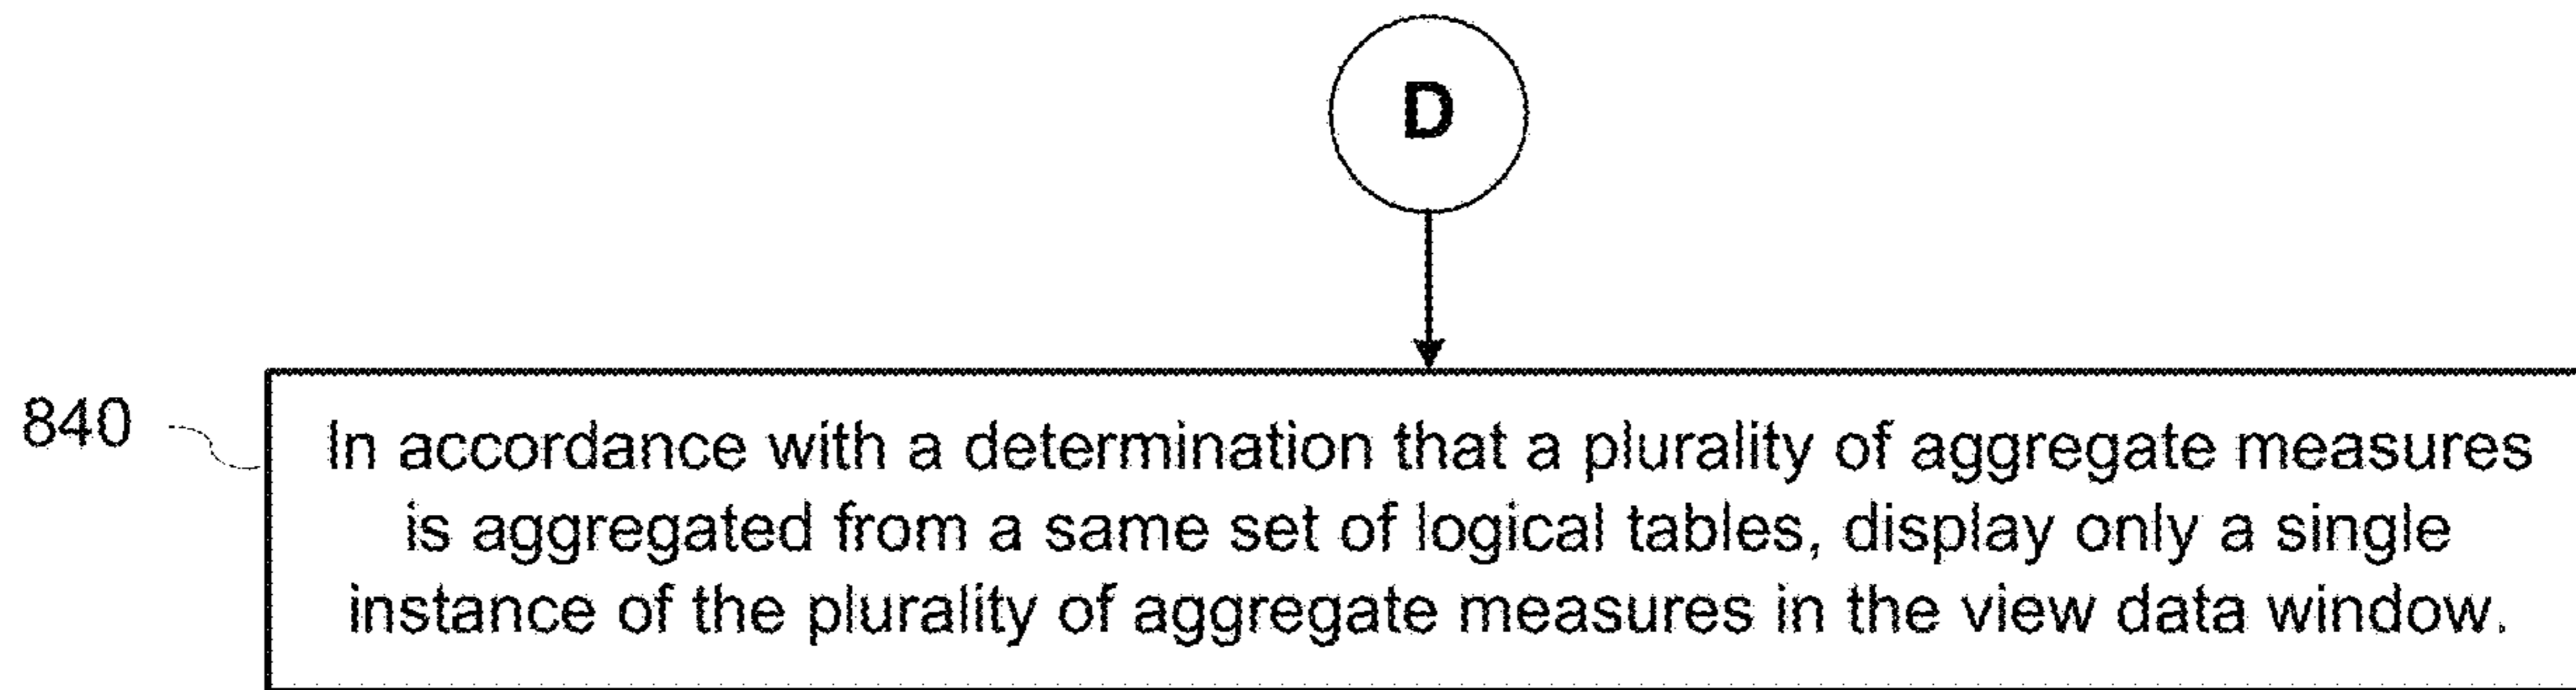 D
840
In accordance with a determination that a plurality of aggregate measures
is aggregated from a same set of logical tables, display only a single
instance of the plurality of aggregate measures in the view data window.